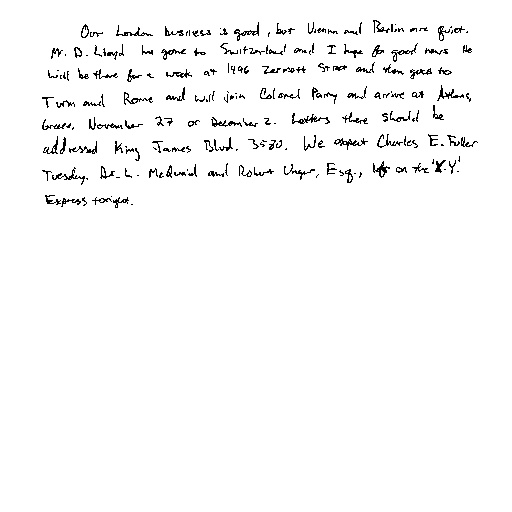 Our London business is good, but Vienna and Berlin are quiet.
Mr. D. Lloyd has gone to Switzerland and I hope for good news. He
will be there for a week at 1496 Zermott Street and then goes to
Turin and Rome and will join Colonel Parry and arrive at Athens,
Greece, November 27 or December 2. Letters there should be
addressed King James Blvd. 3580. We expect Charles E. Fuller
Tuesday. Dr. L. McQuaid and Robert Unger, Esq., left on the 'X.Y.'
Express tonight.